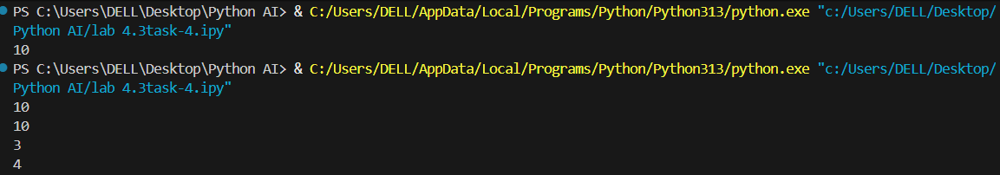 PS C:\Users\DELL\Desktop\Python AI> & C:/Users/DELL/AppData/Local/Programs/Python/Python313/python.exe "c:/Users/DELL/Desktop/
Python AI/lab 4.3task-4.ipy"
10
PS C:\Users\DELL\Desktop\Python AI> & C:/Users/DELL/AppData/Local/Programs/Python/Python313/python.exe "c:/Users/DELL/Desktop/
Python AI/lab 4.3task-4.ipy"
10
10
3
4